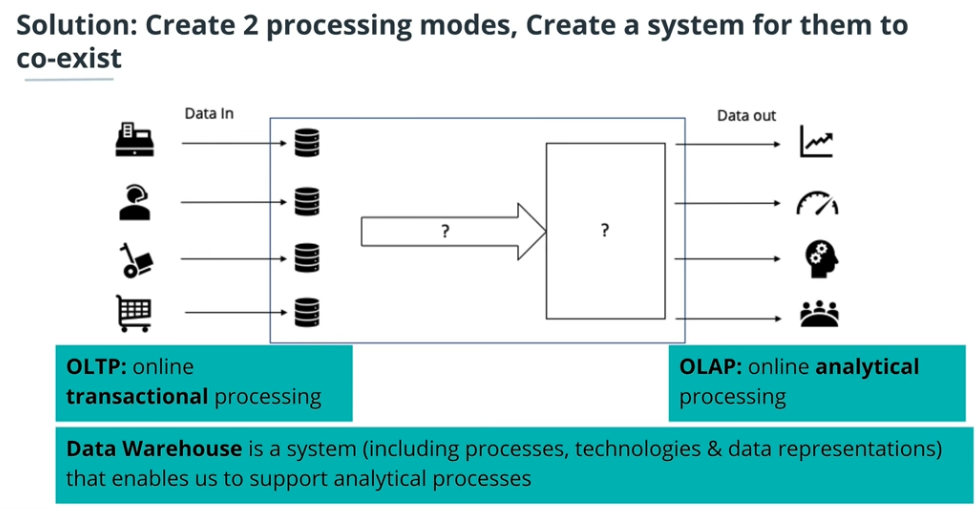 Solution: Create 2 processing modes, Create a system for them to
co-exist
Data In
Data out
?
?
OLTP: online
transactional processing
OLAP: online analytical
processing
Data Warehouse is a system (including processes, technologies & data representations)
that enables us to support analytical processes